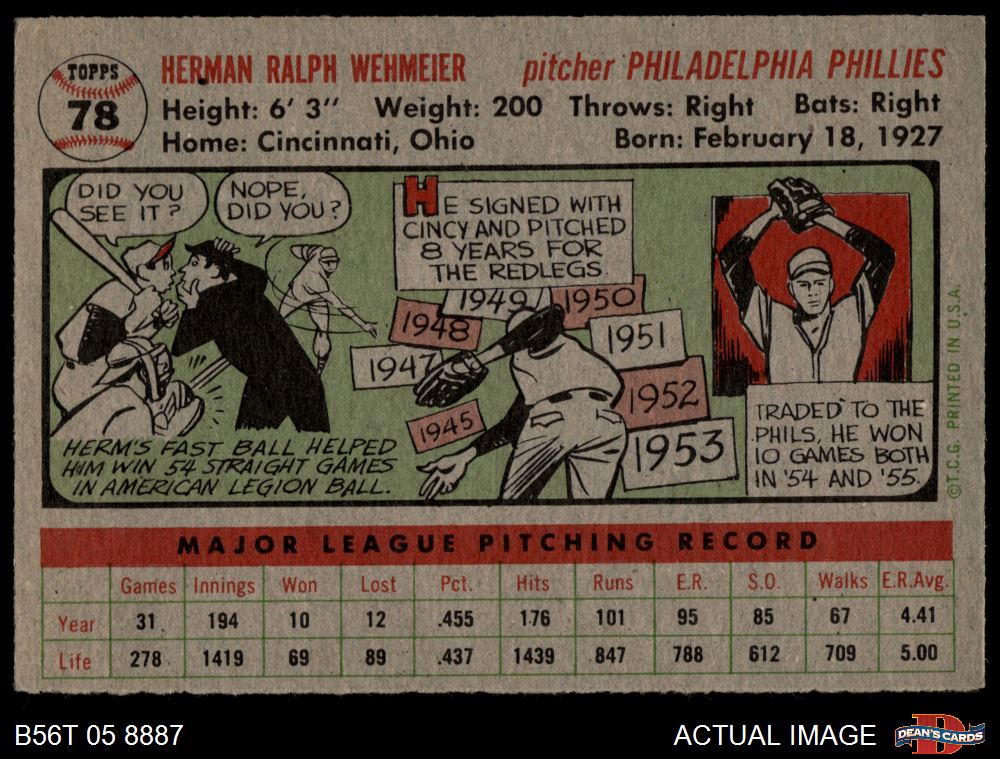 TOPPS
78
HERMAN RALPH WEHMEIER pitcher PHILADELPHIA PHILLIES
Height: 6' 3" Weight: 200 Throws: Right Bats: Right
Home: Cincinnati, Ohio Born: February 18, 1927
DID YOU
SEE IT?
NOPE,
DID YOU?
HERM'S FAST BALL HELPED
HIM WIN 54 STRAIGHT GAMES
IN AMERICAN LEGION BALL.
HE SIGNED WITH
CINCY AND PITCHED
8 YEARS FOR
THE REDLEGS.
1945
1947
1948
1949
1950
1951
1952
1953
TRADED TO THE
PHILS, HE WON
10 GAMES BOTH
IN '54 AND '55.
©T.C.G. PRINTED IN U.S.A.
MAJOR LEAGUE PITCHING RECORD
Games Innings Won Lost Pct. Hits Runs E.R. S.O. Walks E.R.Avg.
Year 31 194 10 12 .455 176 101 95 85 67 4.41
Life 278 1419 69 89 .437 1439 847 788 612 709 5.00
B56T 05 8887 ACTUAL IMAGE
DEAN'S CARDS